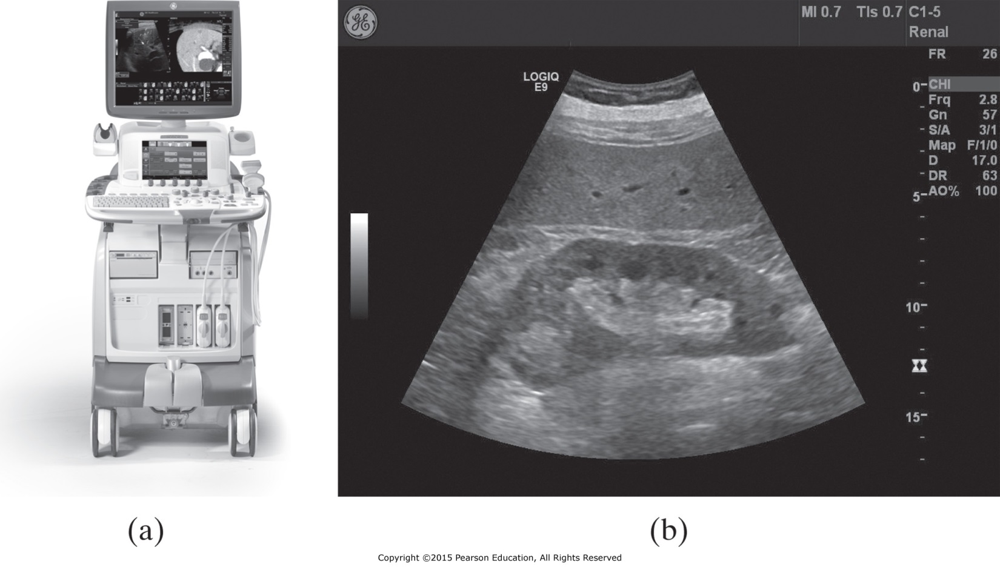 GE
MI 0.7 TIs 0.7 C1-5
Renal
FR 26
LOGIQ
E9
0
CHI
Frq 2.8
Gn 57
S/A 3/1
Map F/1/0
D 17.0
DR 63
5
AO% 100
10
15
(a) (b)
Copyright ©2015 Pearson Education, All Rights Reserved